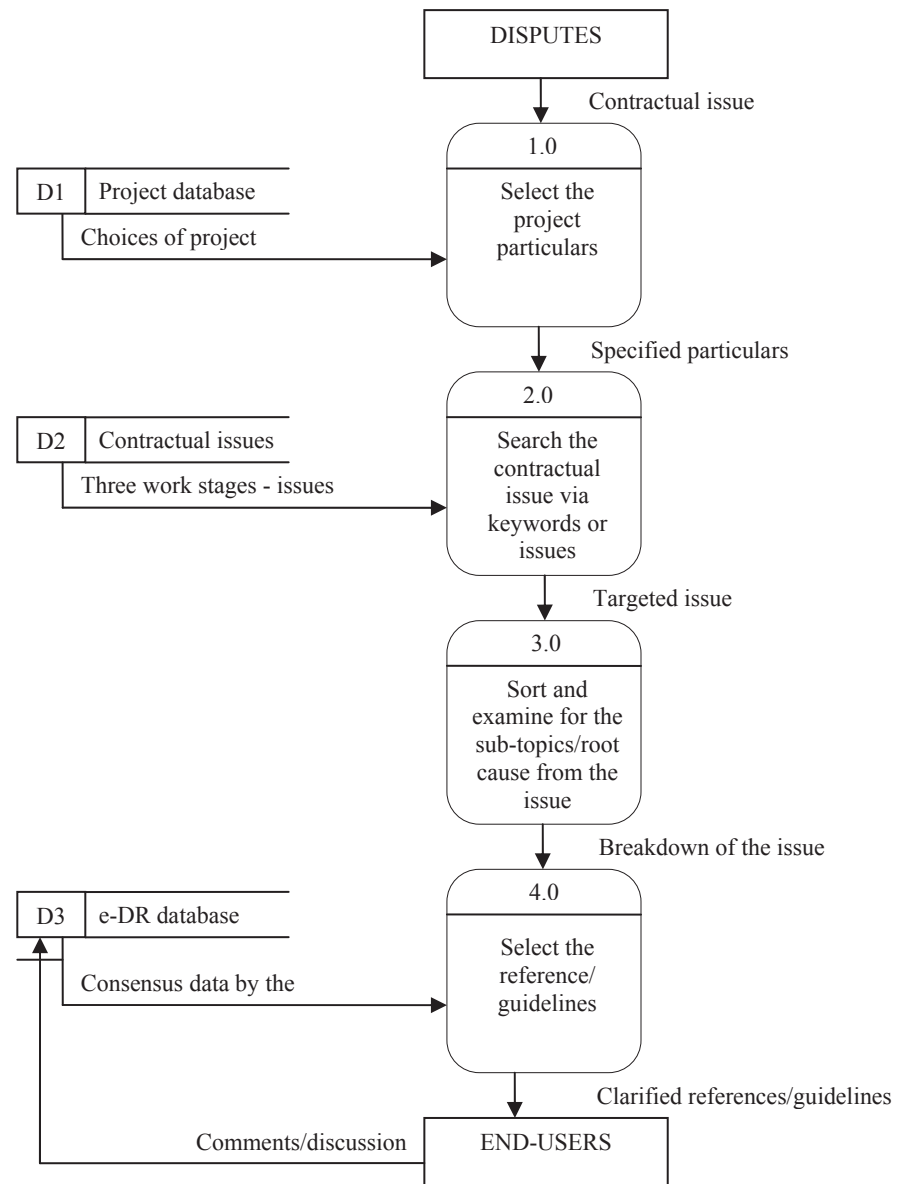 DISPUTES
Contractual issue
1.0
Select the
project
particulars
D1
Project database
Choices of project
Specified particulars
2.0
Search the
contractual
issue via
keywords or
issues
D2
Contractual issues
Three work stages - issues
Targeted issue
3.0
Sort and
examine for the
sub-topics/root
cause from the
issue
Breakdown of the issue
4.0
Select the
reference/
guidelines
D3
e-DR database
Consensus data by the
Clarified references/guidelines
END-USERS
Comments/discussion